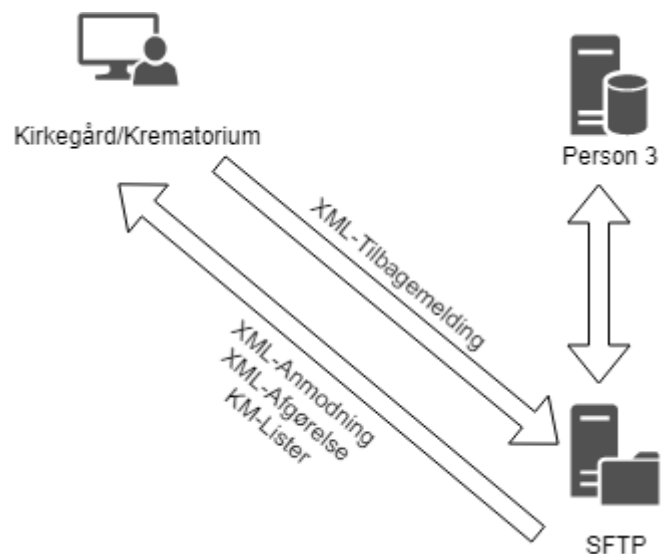 Kirkegård/Krematorium
Person 3
XML-Tilbagemelding
XML-Anmodning
XML-Afgørelse
KM-Lister
SFTP